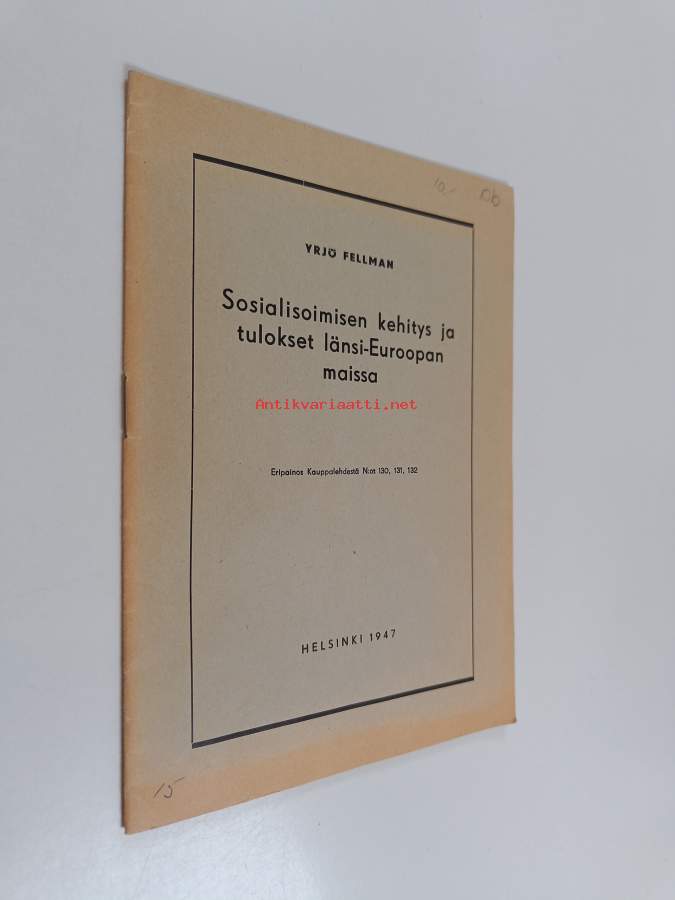 10,-
YRJÖ FELLMAN
Sosialisoimisen kehitys ja
tulokset länsi-Euroopan
maissa
Antikvariaatti.net
Eripainos Kauppalehdestä N:ot 130, 131, 132
HELSINKI 1947
15